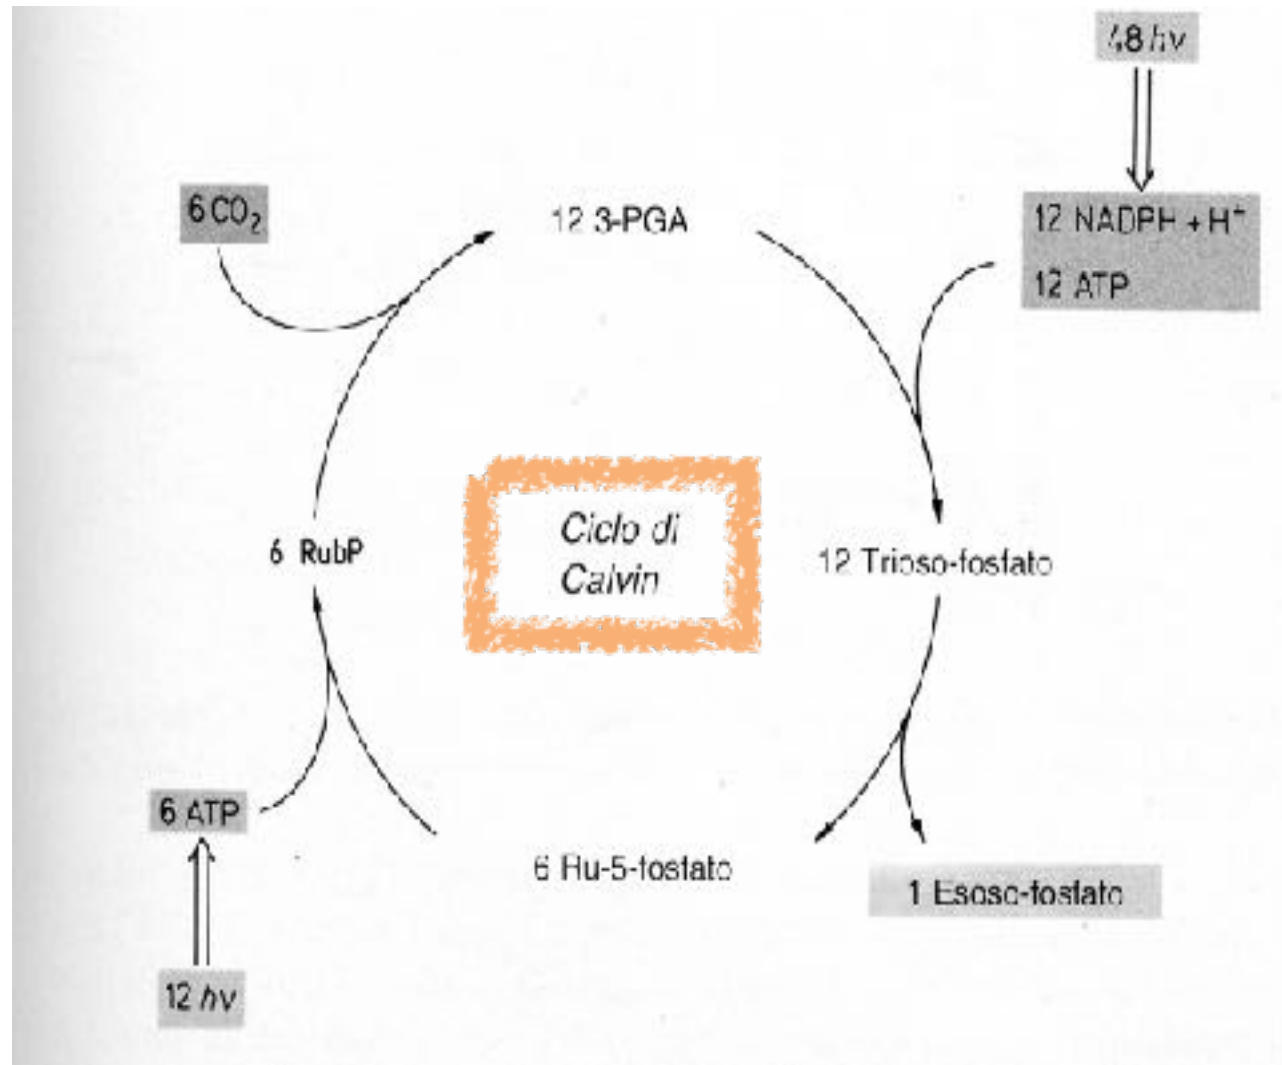 48 hν
6 CO₂
12 3-PGA
12 NADPH + H⁺
12 ATP
Ciclo di
Calvin
6 RubP
12 Trioso-fosfato
6 ATP
6 Ru-5-fosfato
1 Esoso-fosfato
12 hν